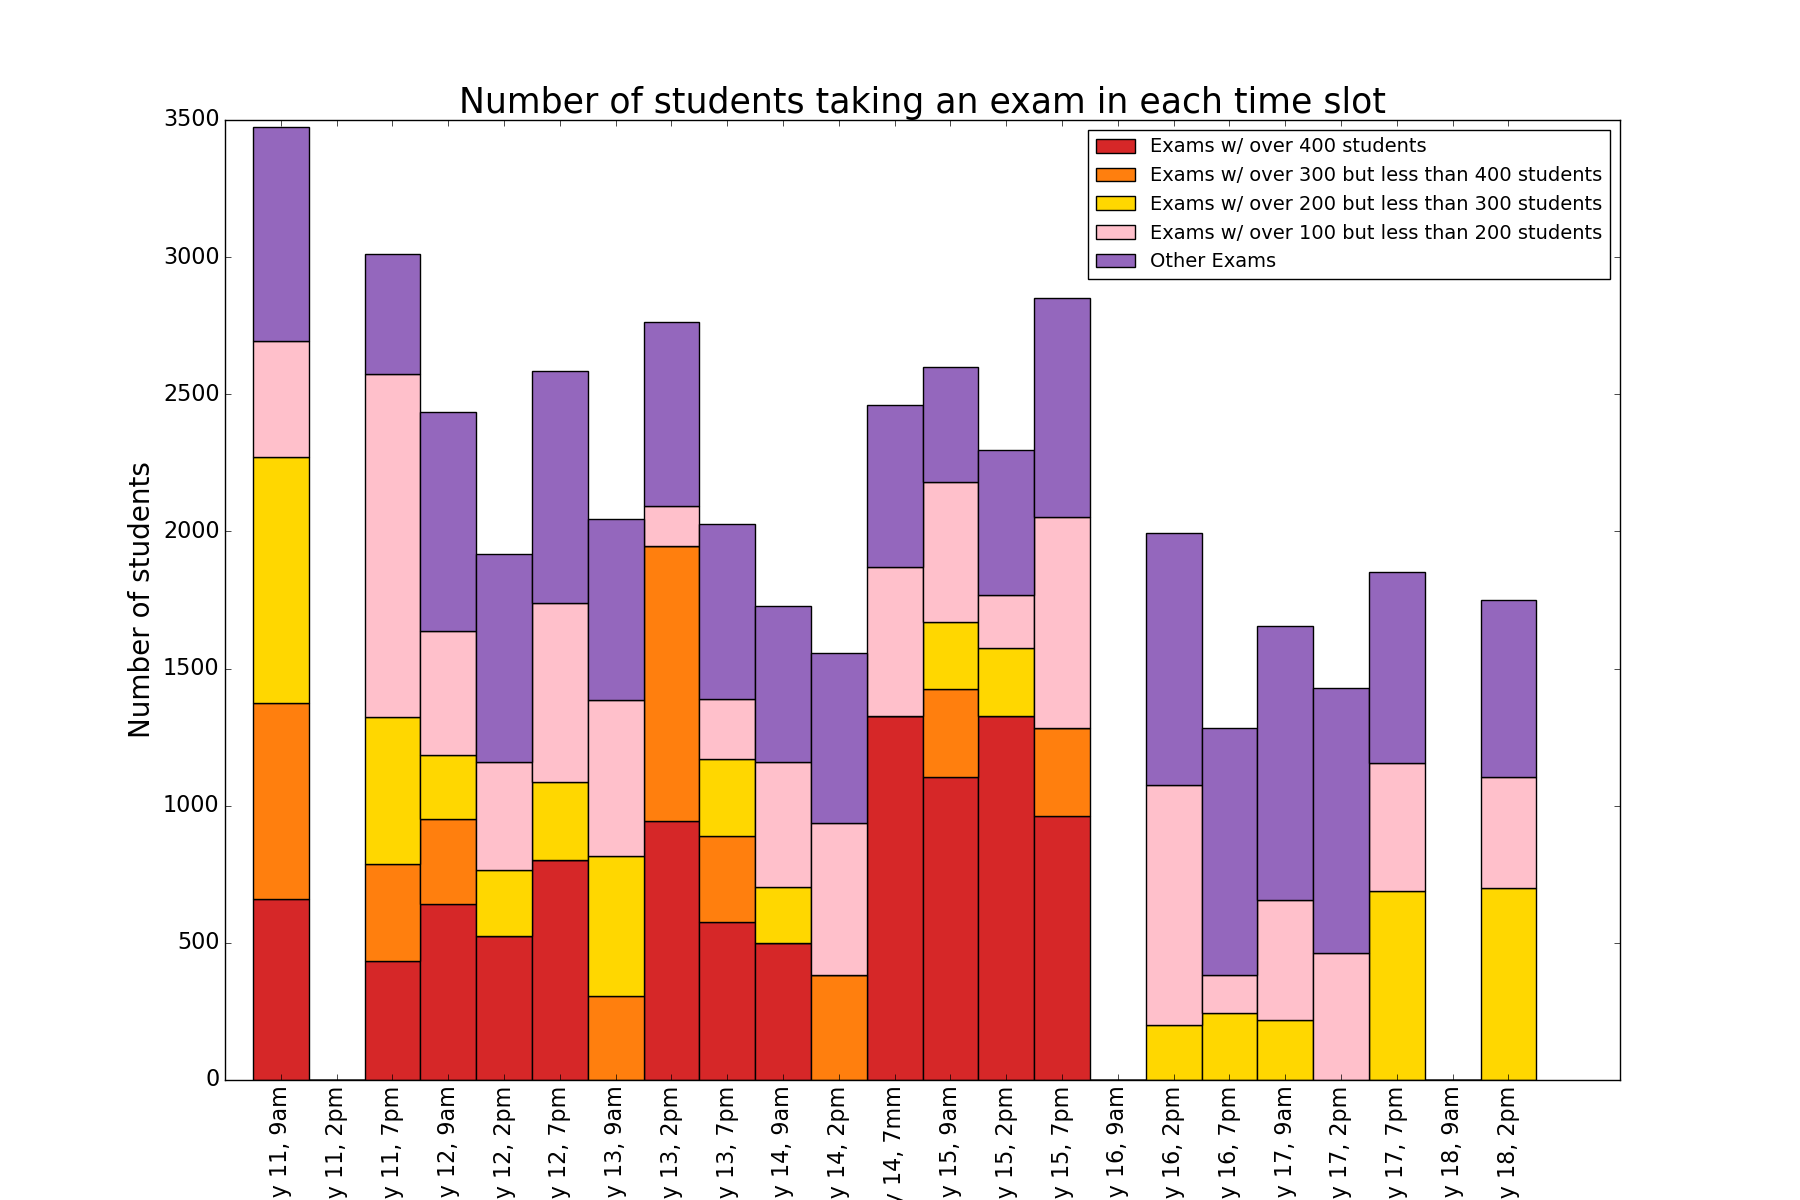 Number of students taking an exam in each time slot
Exams w/ over 400 students
Exams w/ over 300 but less than 400 students
Exams w/ over 200 but less than 300 students
Exams w/ over 100 but less than 200 students
Other Exams
Number of students
3500
3000
2500
2000
1500
1000
500
0
y 11, 9am
y 11, 2pm
y 11, 7pm
y 12, 9am
y 12, 2pm
y 12, 7pm
y 13, 9am
y 13, 2pm
y 13, 7pm
y 14, 9am
y 14, 2pm
y 14, 7mm
y 15, 9am
y 15, 2pm
y 15, 7pm
y 16, 9am
y 16, 2pm
y 16, 7pm
y 17, 9am
y 17, 2pm
y 17, 7pm
y 18, 9am
y 18, 2pm